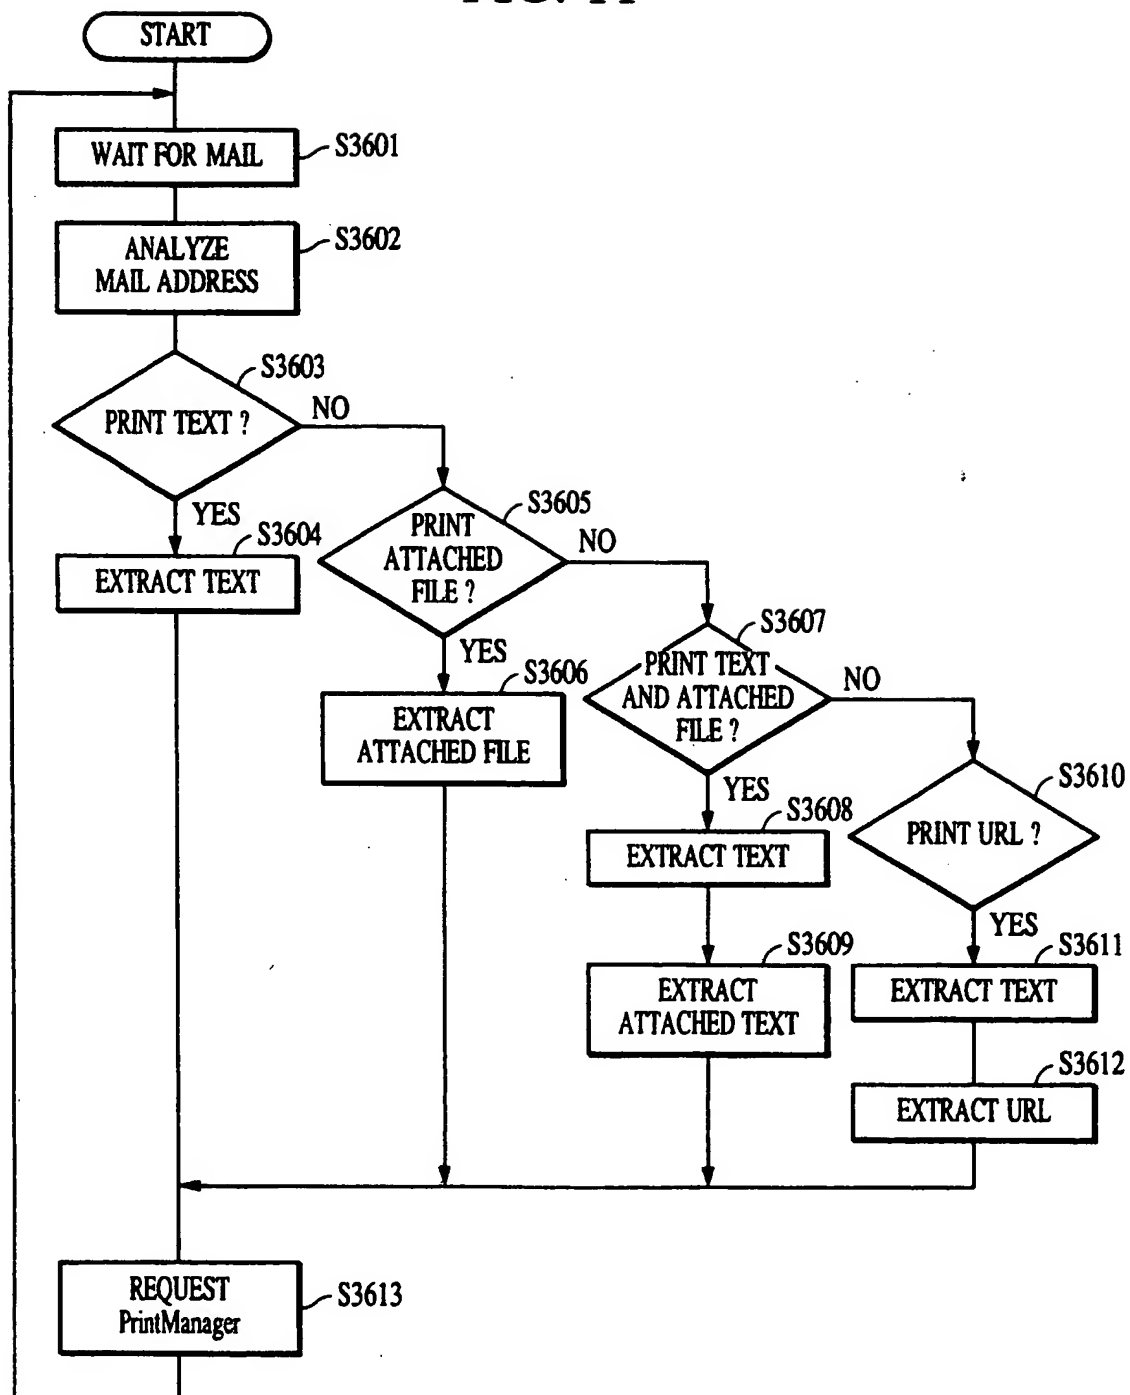 START
WAIT FOR MAIL
S3601
ANALYZE
MAIL ADDRESS
S3602
S3603
PRINT TEXT ?
NO
YES
S3604
EXTRACT TEXT
S3605
PRINT
ATTACHED
FILE ?
NO
YES
S3606
EXTRACT
ATTACHED FILE
S3607
PRINT TEXT
AND ATTACHED
FILE ?
NO
YES
S3608
EXTRACT TEXT
S3609
EXTRACT
ATTACHED TEXT
S3610
PRINT URL ?
YES
S3611
EXTRACT TEXT
S3612
EXTRACT URL
REQUEST
PrintManager
S3613